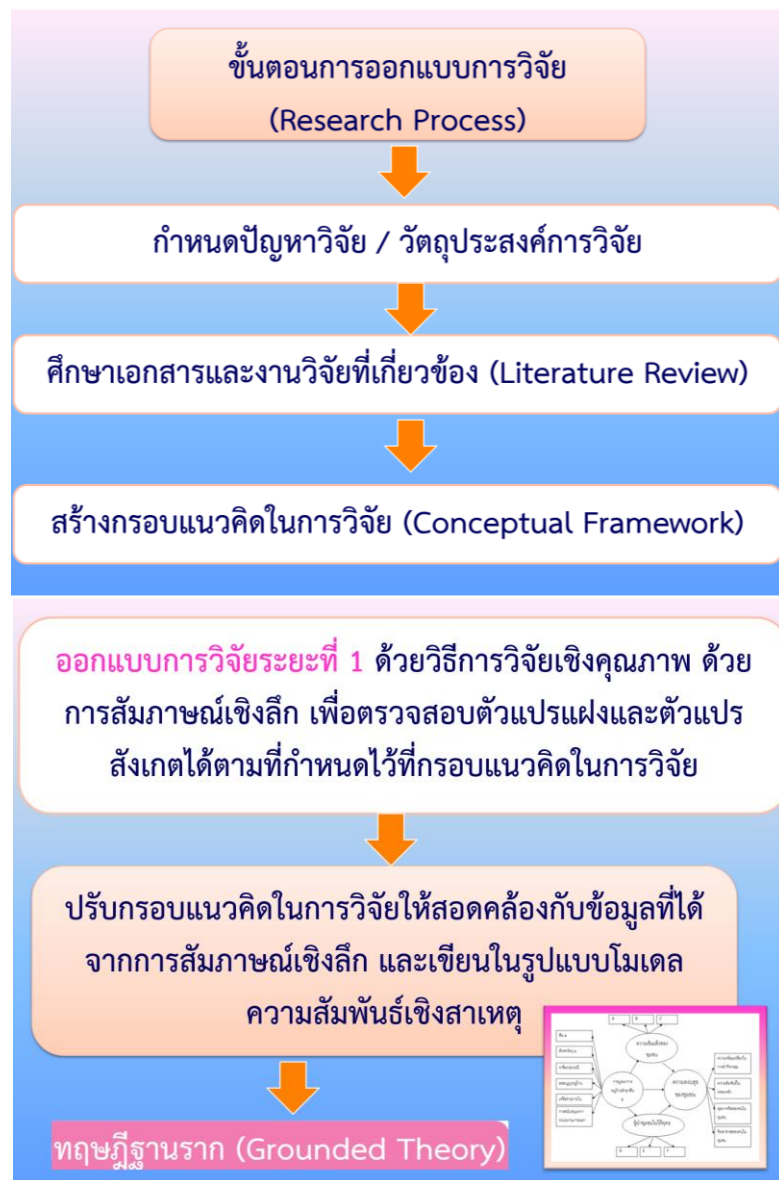 ขั้นตอนการออกแบบการวิจัย
(Research Process)
กำหนดปัญหาวิจัย / วัตถุประสงค์การวิจัย
ศึกษาเอกสารและงานวิจัยที่เกี่ยวข้อง (Literature Review)
สร้างกรอบแนวคิดในการวิจัย (Conceptual Framework)
ออกแบบการวิจัยระยะที่ 1 ด้วยวิธีการวิจัยเชิงคุณภาพ ด้วย
การสัมภาษณ์เชิงลึก เพื่อตรวจสอบตัวแปรแฝงและตัวแปร
สังเกตได้ตามที่กำหนดไว้ที่กรอบแนวคิดในการวิจัย
ปรับกรอบแนวคิดในการวิจัยให้สอดคล้องกับข้อมูลที่ได้
จากการสัมภาษณ์เชิงลึก และเขียนในรูปแบบโมเดล
ความสัมพันธ์เชิงสาเหตุ
ทฤษฎีฐานราก (Grounded Theory)